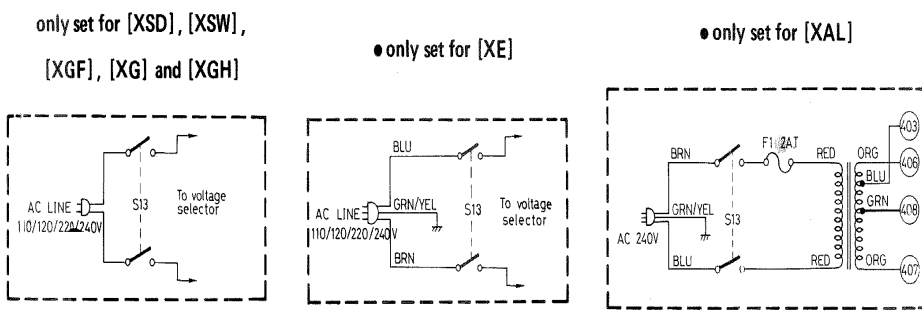 only set for [XSD], [XSW],
[XGF], [XG] and [XGH]
AC LINE
110/120/220/240V
S13
To voltage
selector
● only set for [XE]
BLU
GRN/YEL
AC LINE
110/120/220/240V
S13
To voltage
selector
BRN
● only set for [XAL]
BRN
F1 2AT
RED
ORG
403
406
BLU
GRN
408
GRN/YEL
S13
AC 240V
BLU
RED
ORG
407